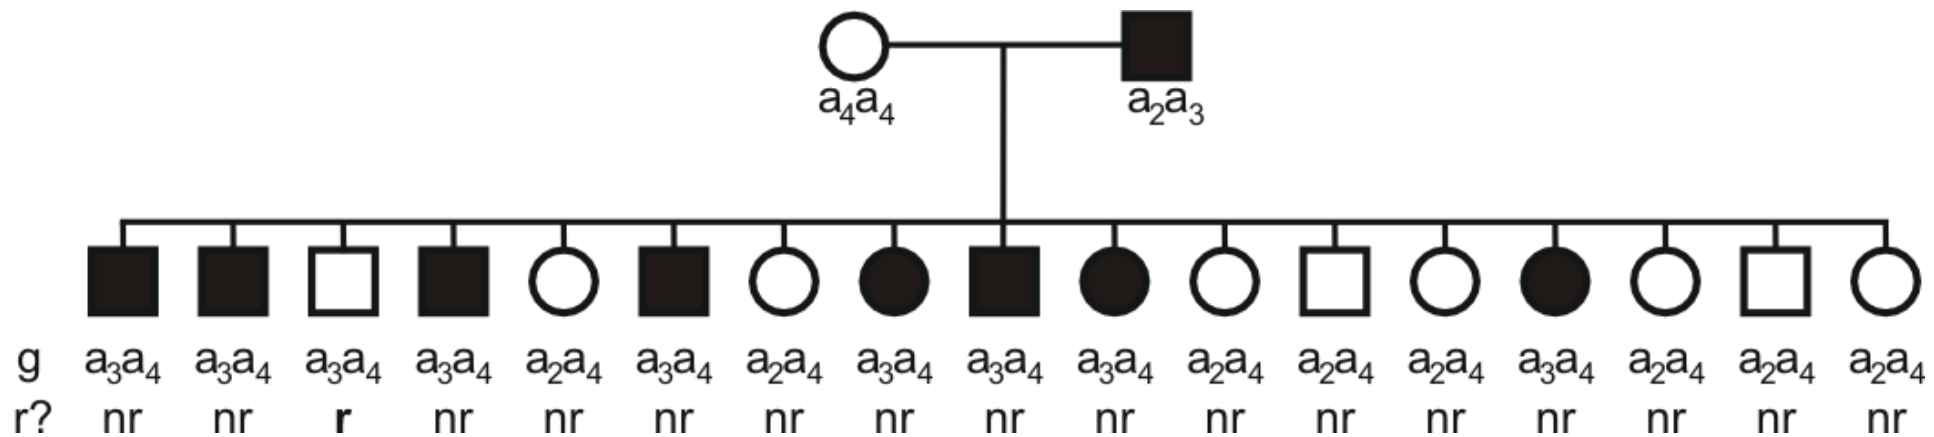 a₄a₄ a₂a₃
g a₃a₄ a₃a₄ a₃a₄ a₃a₄ a₂a₄ a₃a₄ a₂a₄ a₃a₄ a₃a₄ a₃a₄ a₂a₄ a₂a₄ a₂a₄ a₃a₄ a₂a₄ a₂a₄ a₂a₄
r? nr nr r nr nr nr nr nr nr nr nr nr nr nr nr nr nr